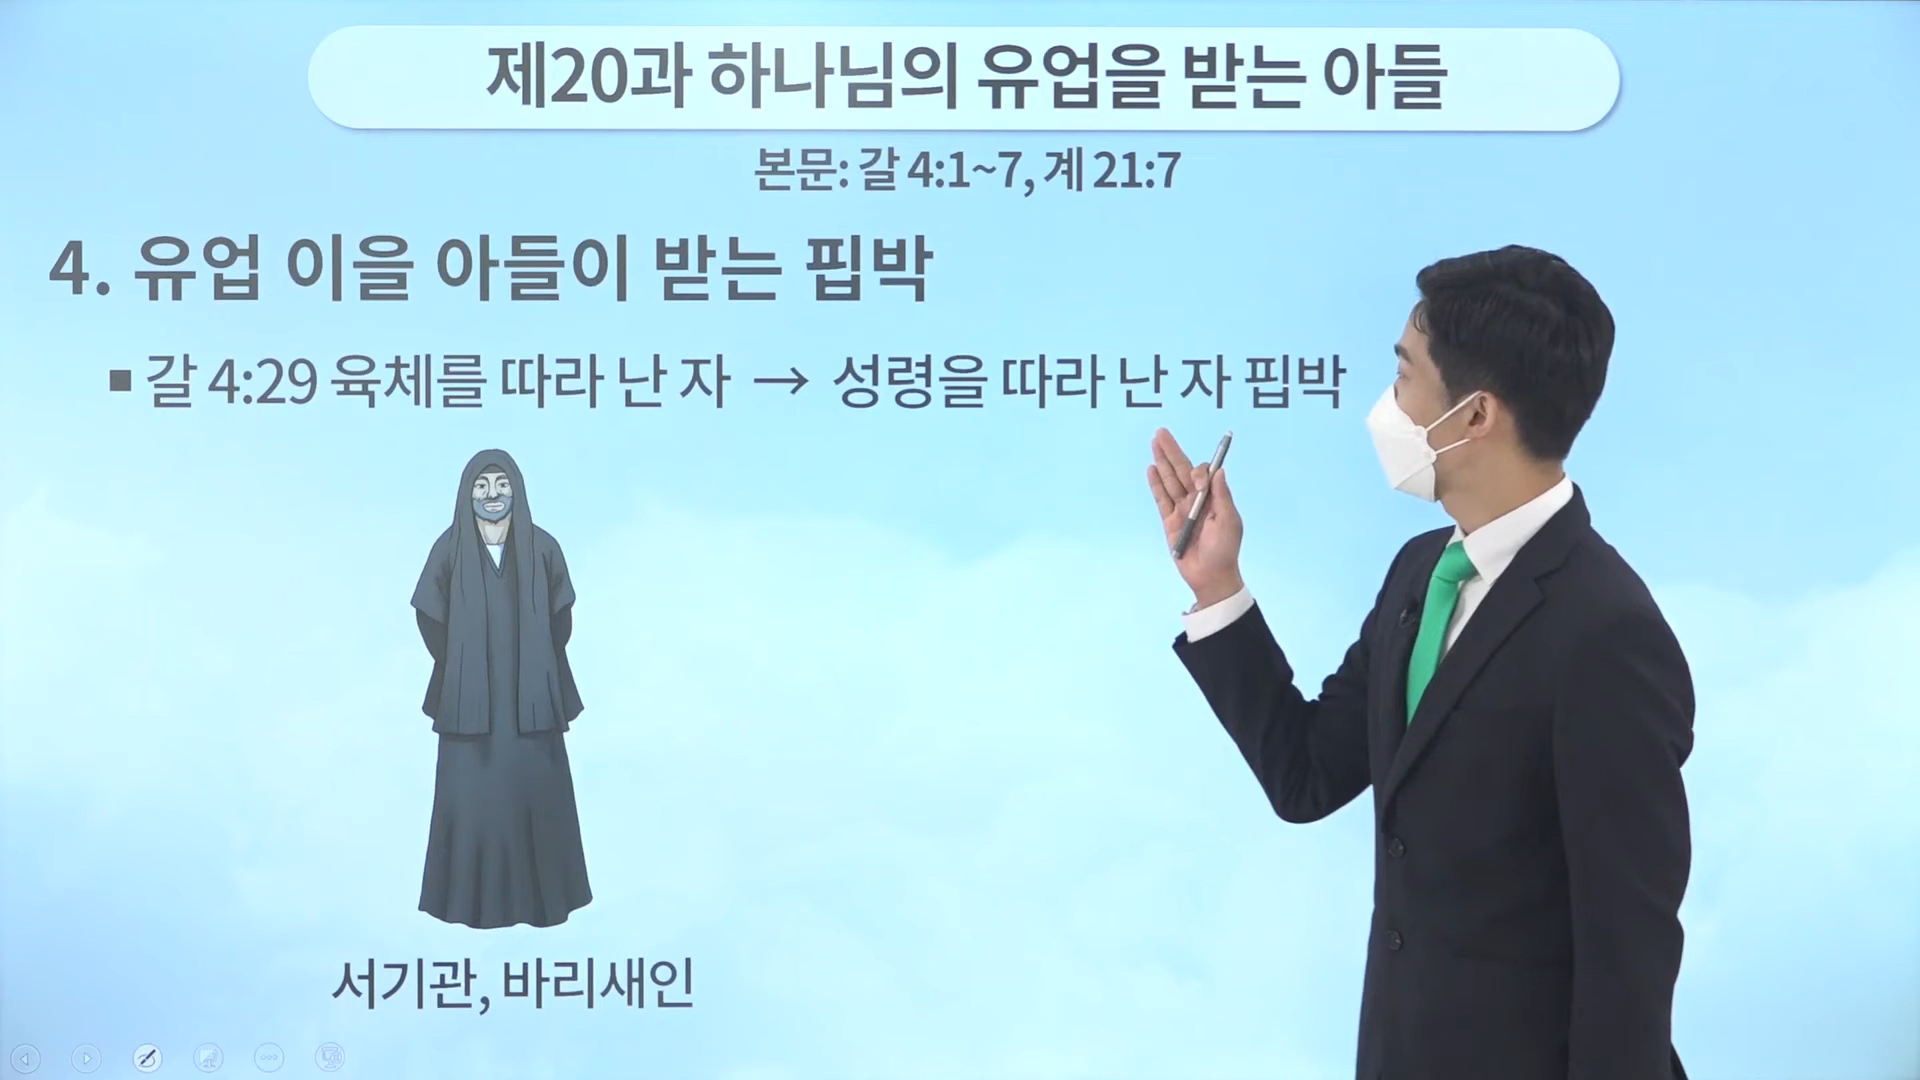 제20과 하나님의 유업을 받는 아들
본문: 갈 4:1~7, 계 21:7
4. 유업 이을 아들이 받는 핍박
▪ 갈 4:29 육체를 따라 난 자 → 성령을 따라 난 자 핍박
서기관, 바리새인